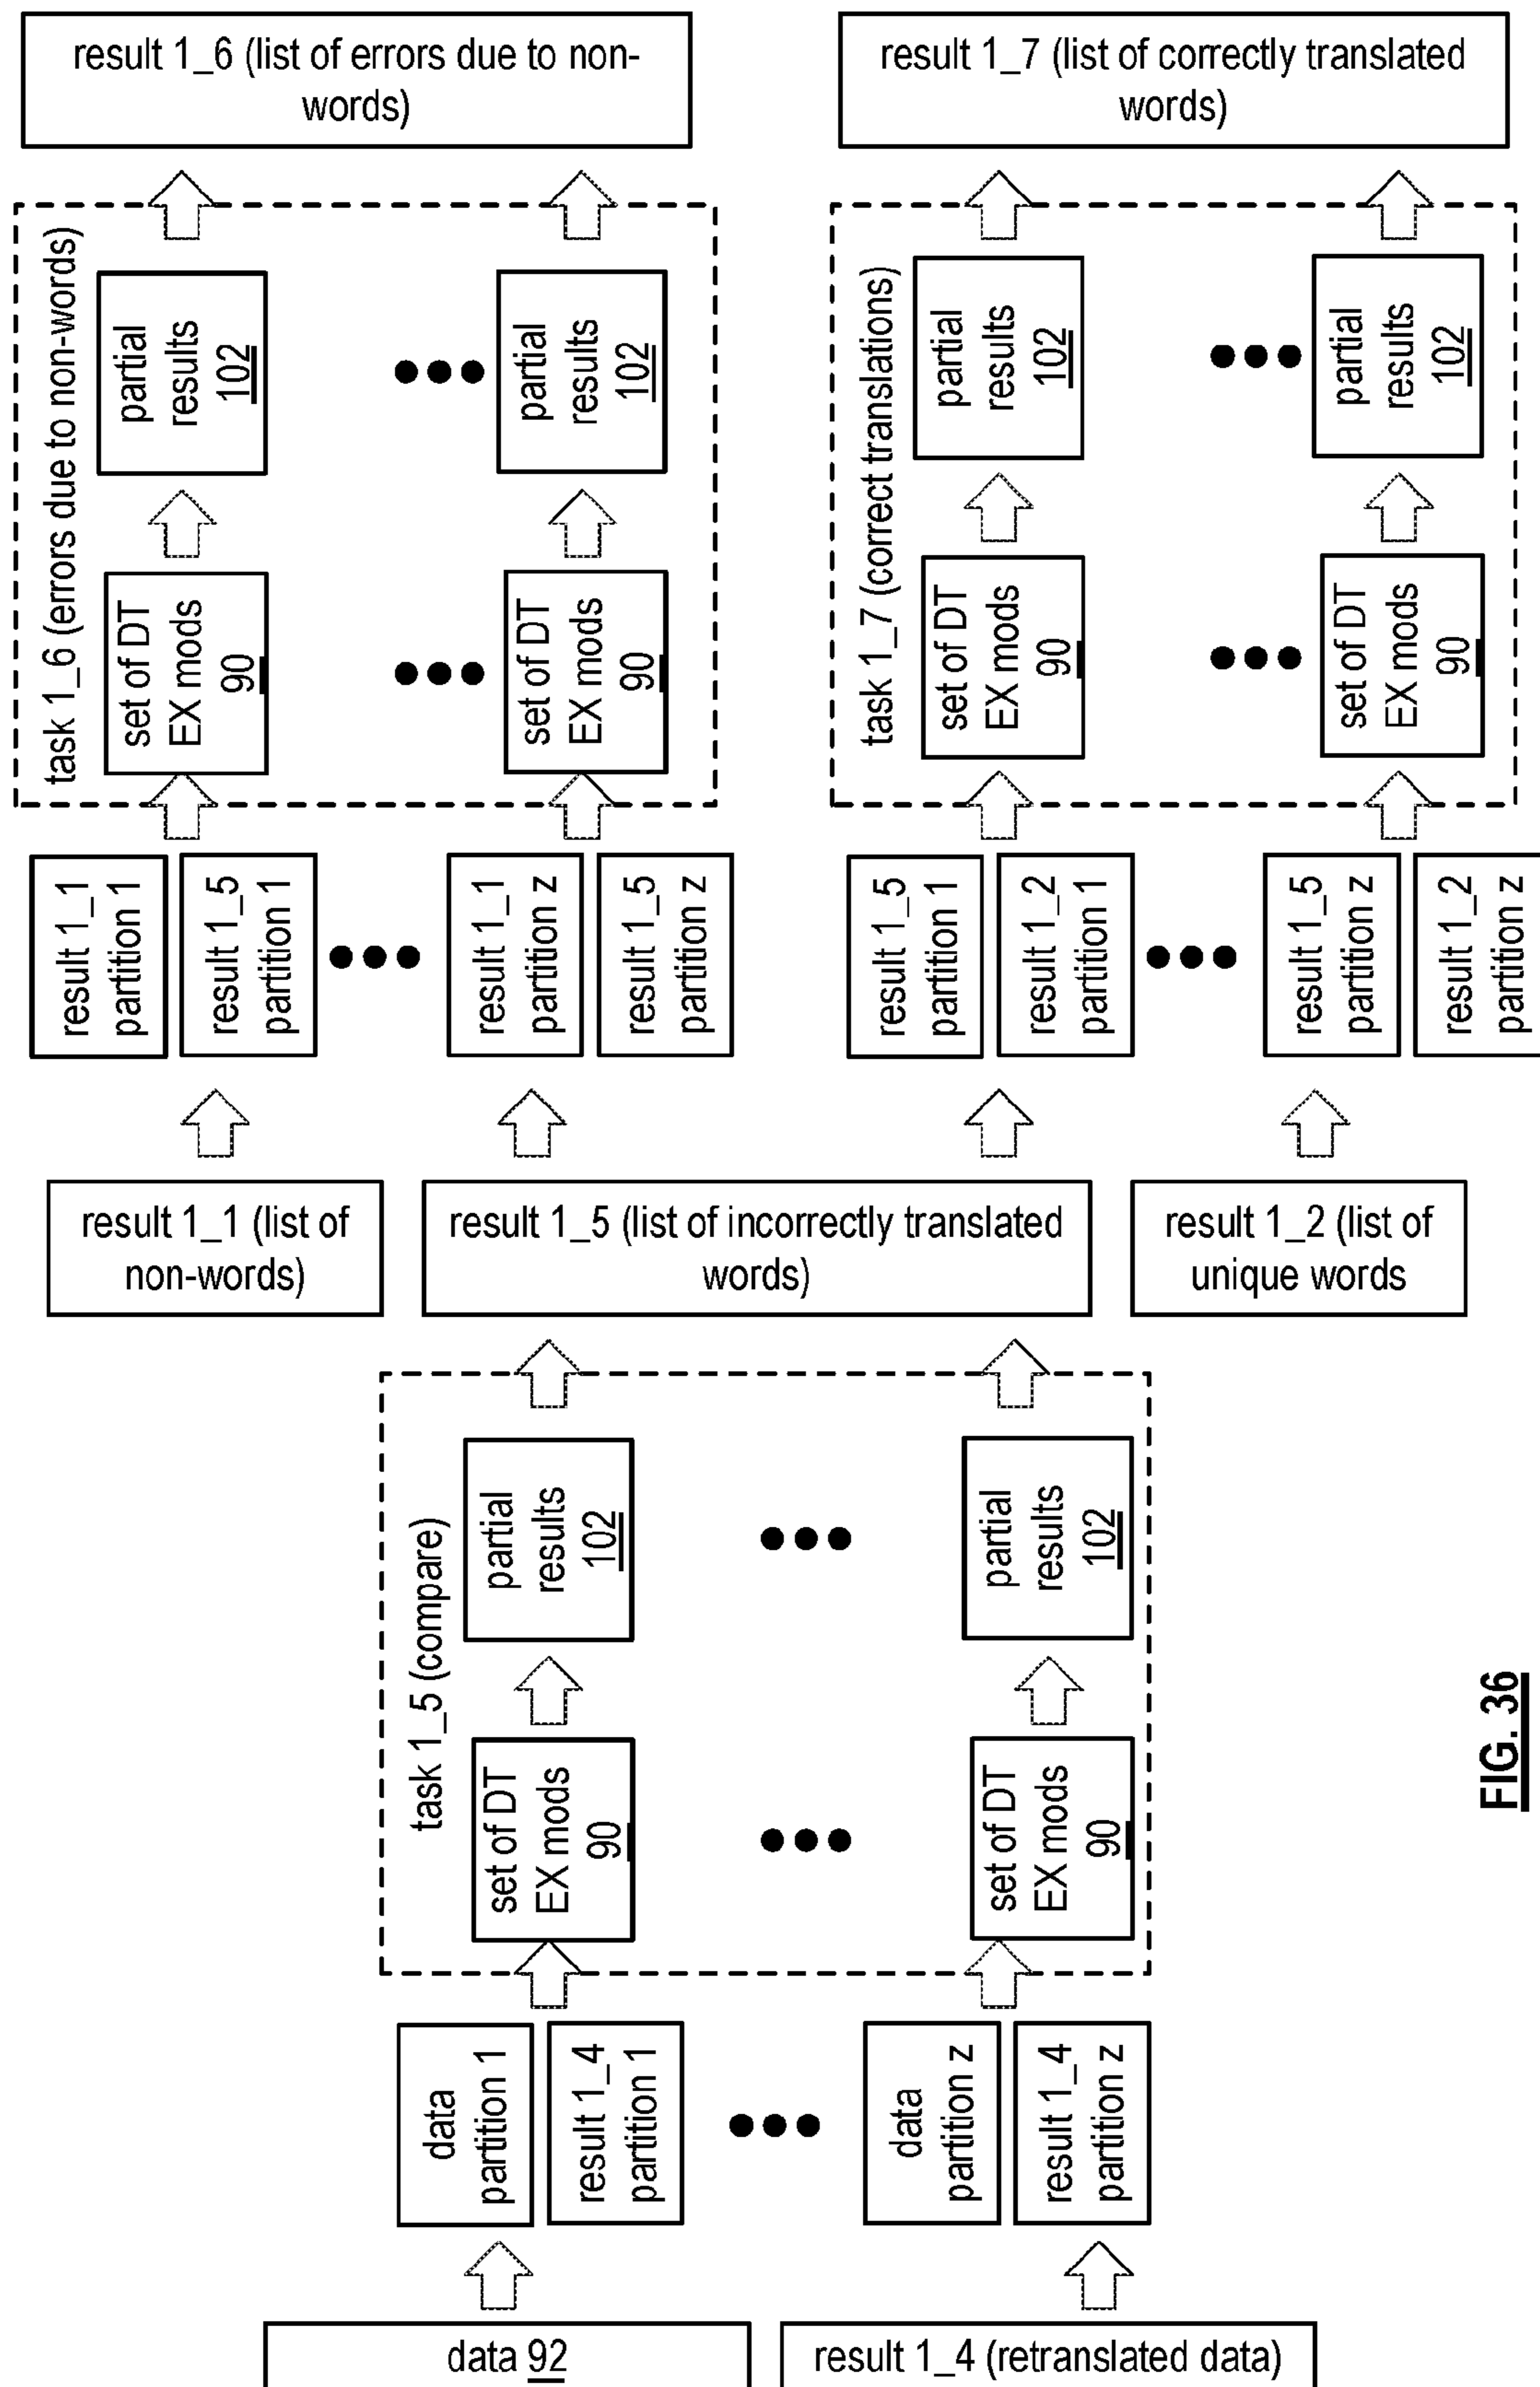 result 1_6 (list of errors due to non-
words)
result 1_7 (list of correctly translated
words)
task 1_6 (errors due to non-words)
set of DT
EX mods
90
partial
results
102
set of DT
EX mods
90
partial
results
102
task 1_7 (correct translations)
set of DT
EX mods
90
partial
results
102
set of DT
EX mods
90
partial
results
102
result 1_1
partition 1
result 1_5
partition 1
result 1_1
partition z
result 1_5
partition z
result 1_5
partition 1
result 1_2
partition 1
result 1_5
partition z
result 1_2
partition z
result 1_1 (list of
non-words)
result 1_5 (list of incorrectly translated
words)
result 1_2 (list of
unique words
task 1_5 (compare)
set of DT
EX mods
90
partial
results
102
set of DT
EX mods
90
partial
results
102
data
partition 1
result 1_4
partition 1
data
partition z
result 1_4
partition z
data 92
result 1_4 (retranslated data)
FIG. 36